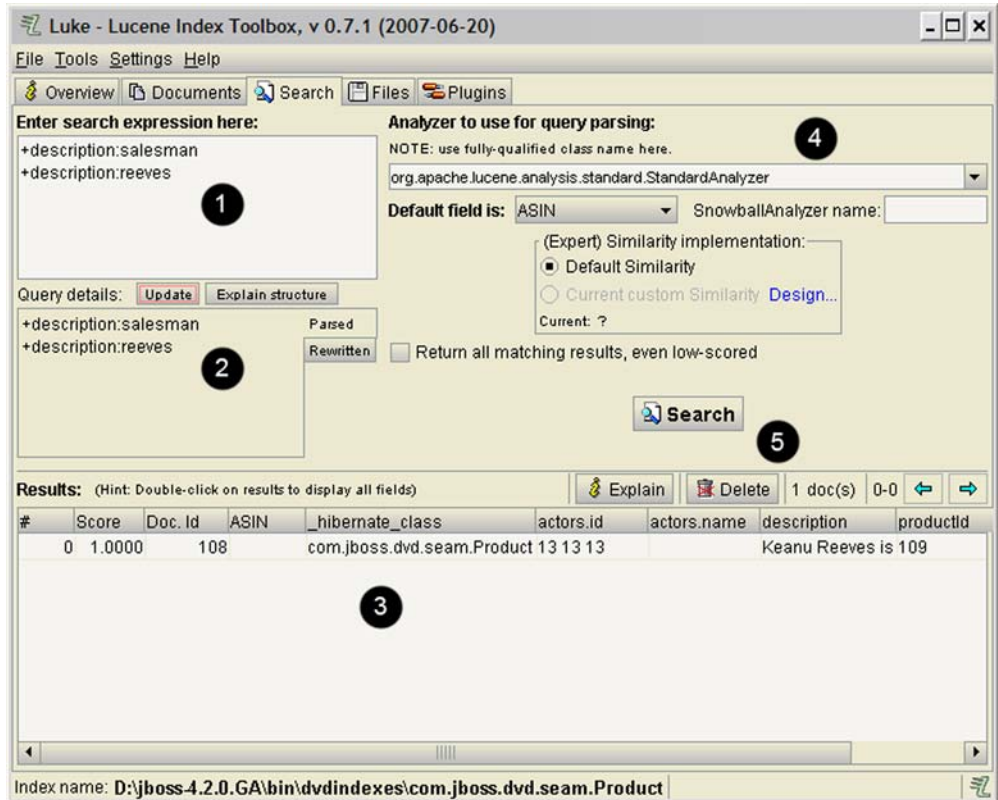 Luke - Lucene Index Toolbox, v 0.7.1 (2007-06-20)
File Tools Settings Help
Overview Documents Search Files Plugins
Enter search expression here:
+description:salesman
+description:reeves
1
Analyzer to use for query parsing:
NOTE: use fully-qualified class name here.
4
org.apache.lucene.analysis.standard.StandardAnalyzer
Default field is: ASIN SnowballAnalyzer name:
(Expert) Similarity implementation:
Default Similarity
Current custom Similarity Design...
Current: ?
Query details: Update Explain structure
+description:salesman
+description:reeves
Parsed
Rewritten
2
Return all matching results, even low-scored
Search
5
Results: (Hint: Double-click on results to display all fields) Explain Delete 1 doc(s) 0-0
# Score Doc. Id ASIN _hibernate_class actors.id actors.name description productId
0 1.0000 108 com.jboss.dvd.seam.Product 13 13 13 Keanu Reeves is 109
3
Index name: D:\jboss-4.2.0.GA\bin\dvdindexes\com.jboss.dvd.seam.Product